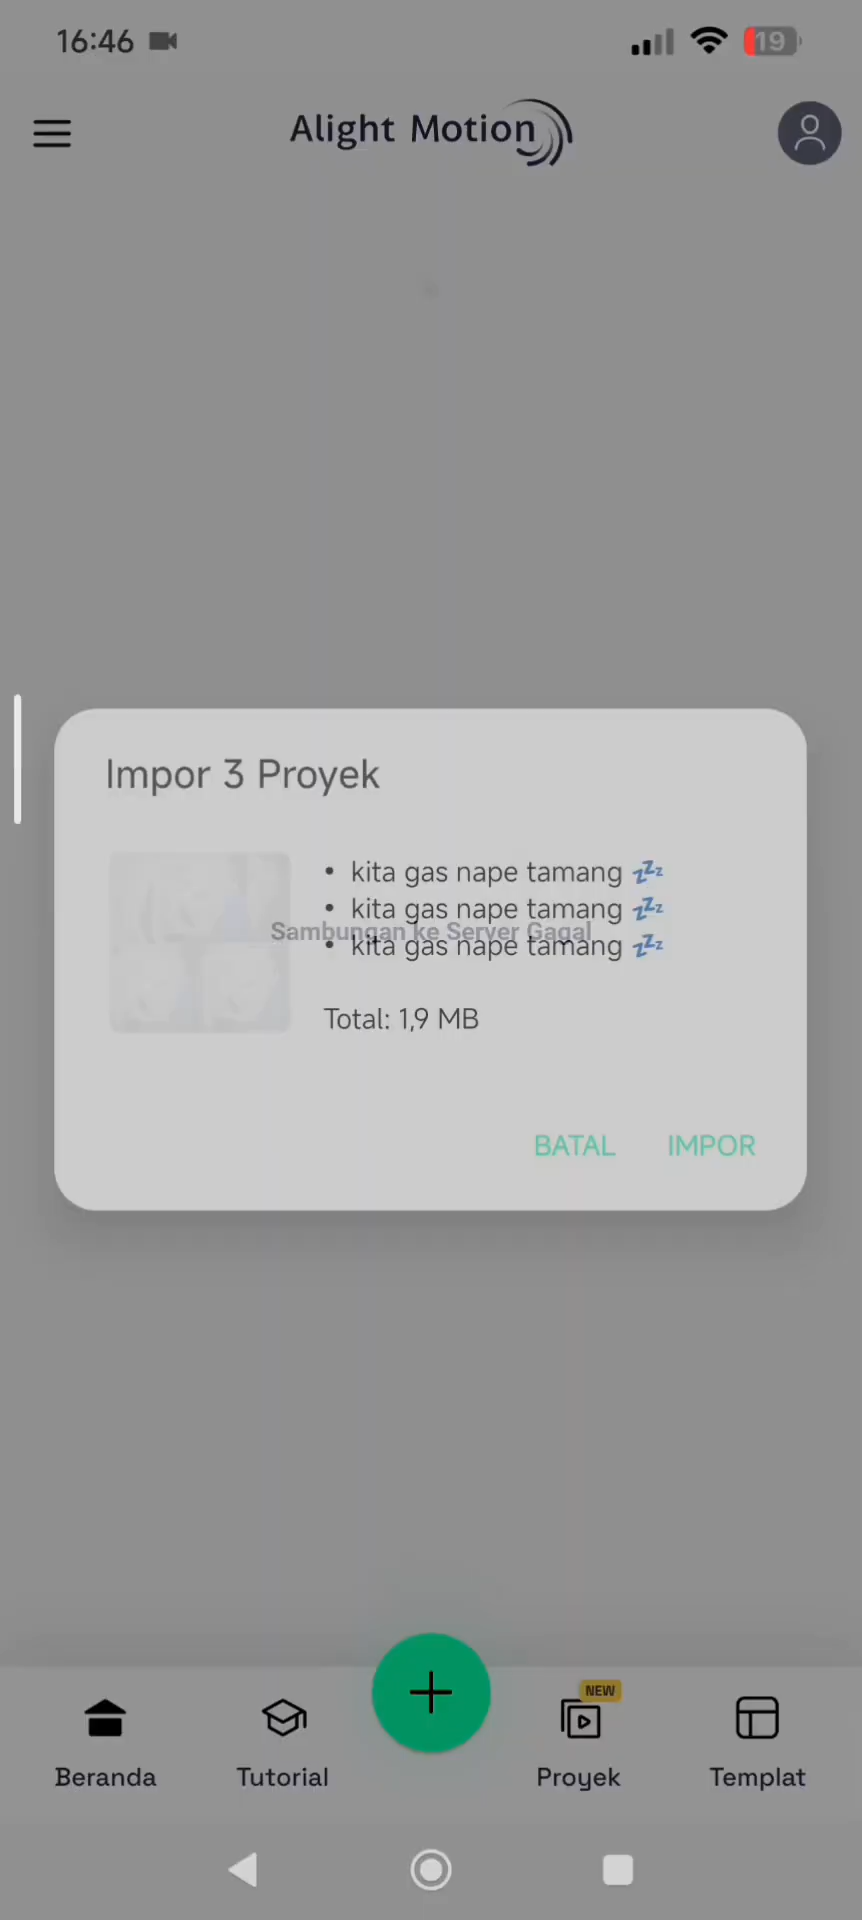 16:46
19
Alight Motion
Impor 3 Proyek
• kita gas nape tamang 💤
• kita gas nape tamang 💤
Sambungan ke Server Gagal
• kita gas nape tamang 💤
Total: 1,9 MB
BATAL
IMPOR
NEW
Beranda
Tutorial
Proyek
Templat